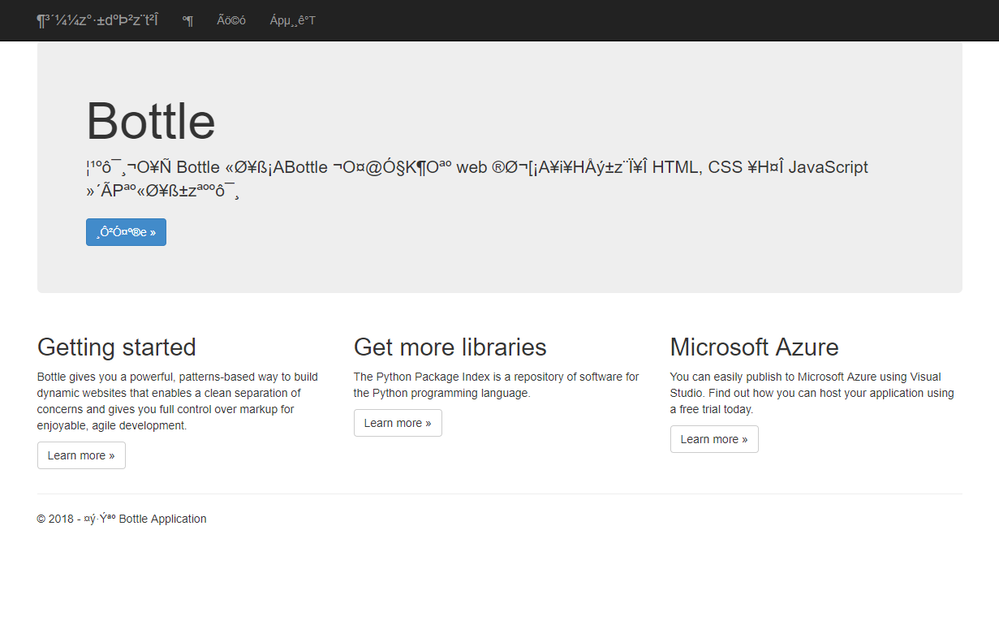 ¶³´¼¼z°·±dºÞ²z¨t²Î
º¶
Ãö©ó
Ápµ¸¸ê°T
Bottle
¦¹ºô¯¸¬O¥Ñ Bottle «Ø¥ß¡ABottle ¬O¤@Ó§K¶Oªº web ®Ø¬[¡A¥i¥HÅý±z¨Ï¥Î HTML, CSS ¥H¤Î JavaScript
»´ÃPªº«Ø¥ß±zªººô¯¸
¸Ô²Ó¤º®e »
Getting started
Bottle gives you a powerful, patterns-based way to build
dynamic websites that enables a clean separation of
concerns and gives you full control over markup for
enjoyable, agile development.
Learn more »
Get more libraries
The Python Package Index is a repository of software for
the Python programming language.
Learn more »
Microsoft Azure
You can easily publish to Microsoft Azure using Visual
Studio. Find out how you can host your application using
a free trial today.
Learn more »
© 2018 - ¤ý·Ýªº Bottle Application